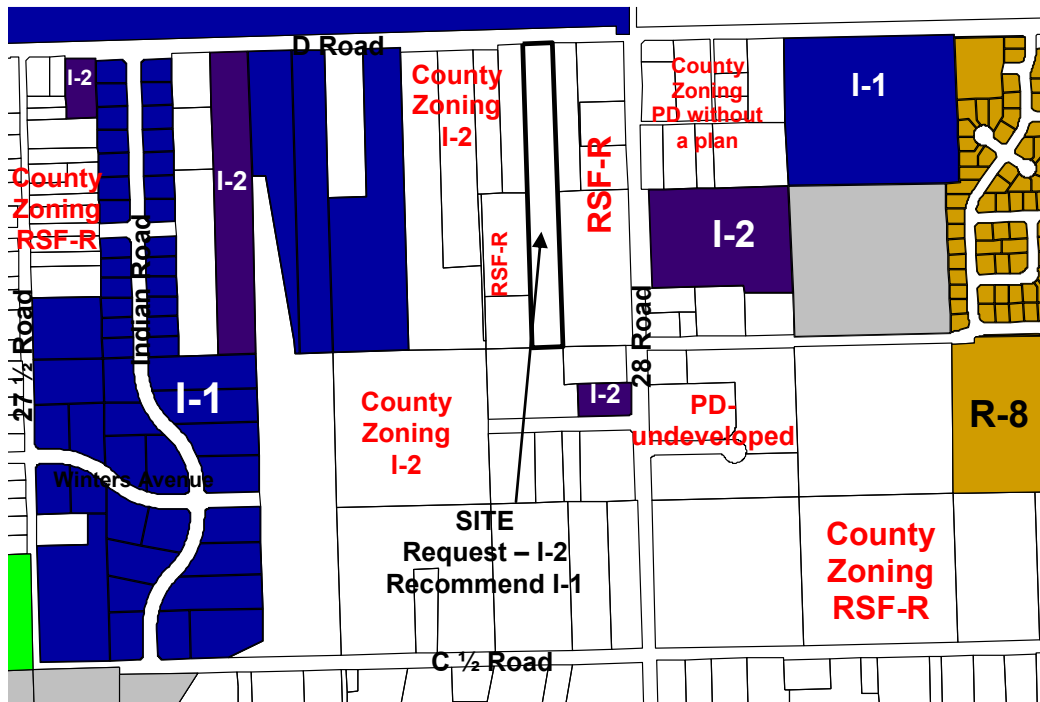 D Road
I-2
County
Zoning
I-2
County
Zoning
PD without
a plan
I-1
County
Zoning
RSF-R
I-2
RSF-R
RSF-R
I-2
27 ½ Road
Indian Road
28 Road
I-1
County
Zoning
I-2
I-2
PD-
undeveloped
R-8
Winters Avenue
SITE
Request – I-2
Recommend I-1
County
Zoning
RSF-R
C ½ Road